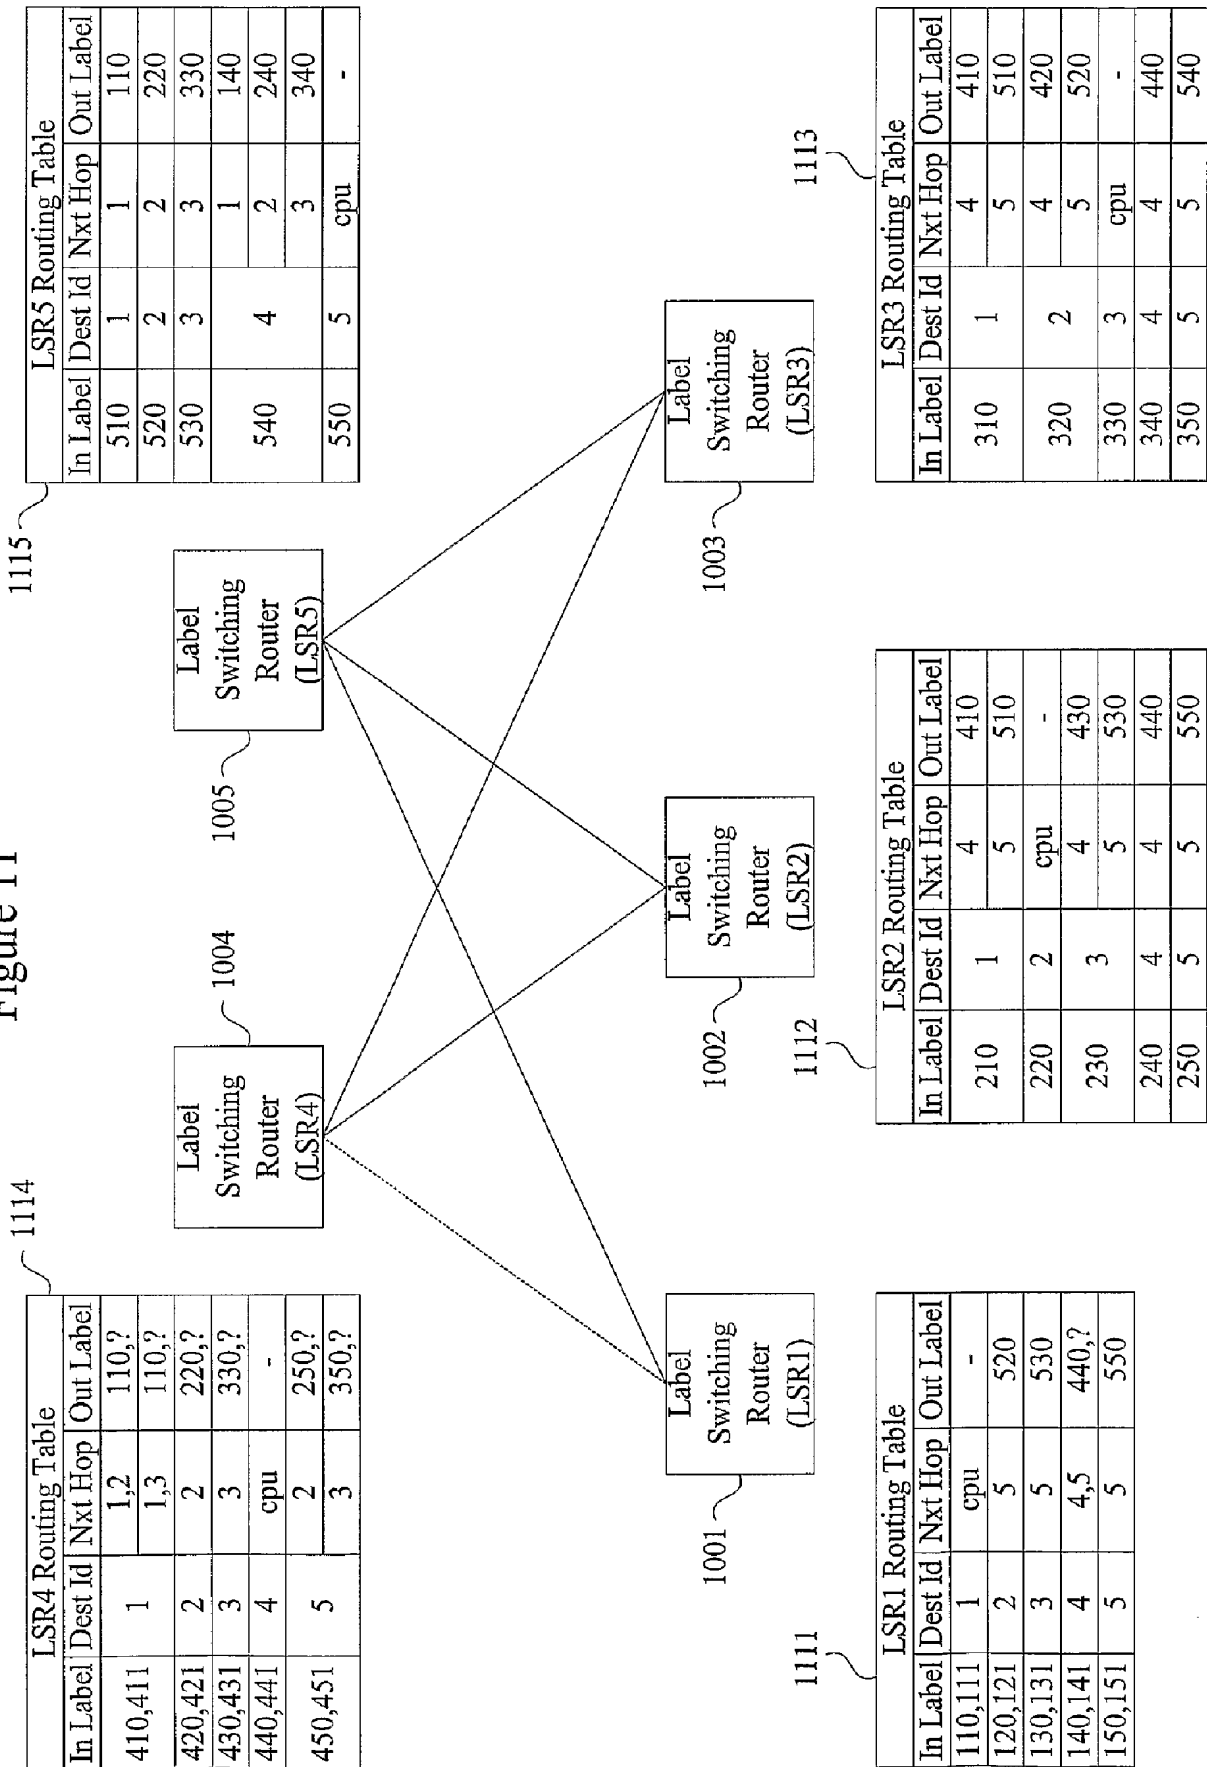 Figure 11
1114
LSR4 Routing Table
In Label Dest Id Nxt Hop Out Label
410,411 1 1,2 110,?
1,3 110,?
420,421 2 2 220,?
430,431 3 3 330,?
440,441 4 cpu -
450,451 5 2 250,?
3 350,?
1115
LSR5 Routing Table
In Label Dest Id Nxt Hop Out Label
510 1 1 110
520 2 2 220
530 3 3 330
540 4 1 140
2 240
3 340
550 5 cpu -
1004
Label
Switching
Router
(LSR4)
1005
Label
Switching
Router
(LSR5)
1001
Label
Switching
Router
(LSR1)
1002
Label
Switching
Router
(LSR2)
1003
Label
Switching
Router
(LSR3)
1111
LSR1 Routing Table
In Label Dest Id Nxt Hop Out Label
110,111 1 cpu -
120,121 2 5 520
130,131 3 5 530
140,141 4 4,5 440,?
150,151 5 5 550
1112
LSR2 Routing Table
In Label Dest Id Nxt Hop Out Label
210 1 4 410
5 510
220 2 cpu -
230 3 4 430
5 530
240 4 4 440
250 5 5 550
1113
LSR3 Routing Table
In Label Dest Id Nxt Hop Out Label
310 1 4 410
5 510
320 2 4 420
5 520
330 3 cpu -
340 4 4 440
350 5 5 540